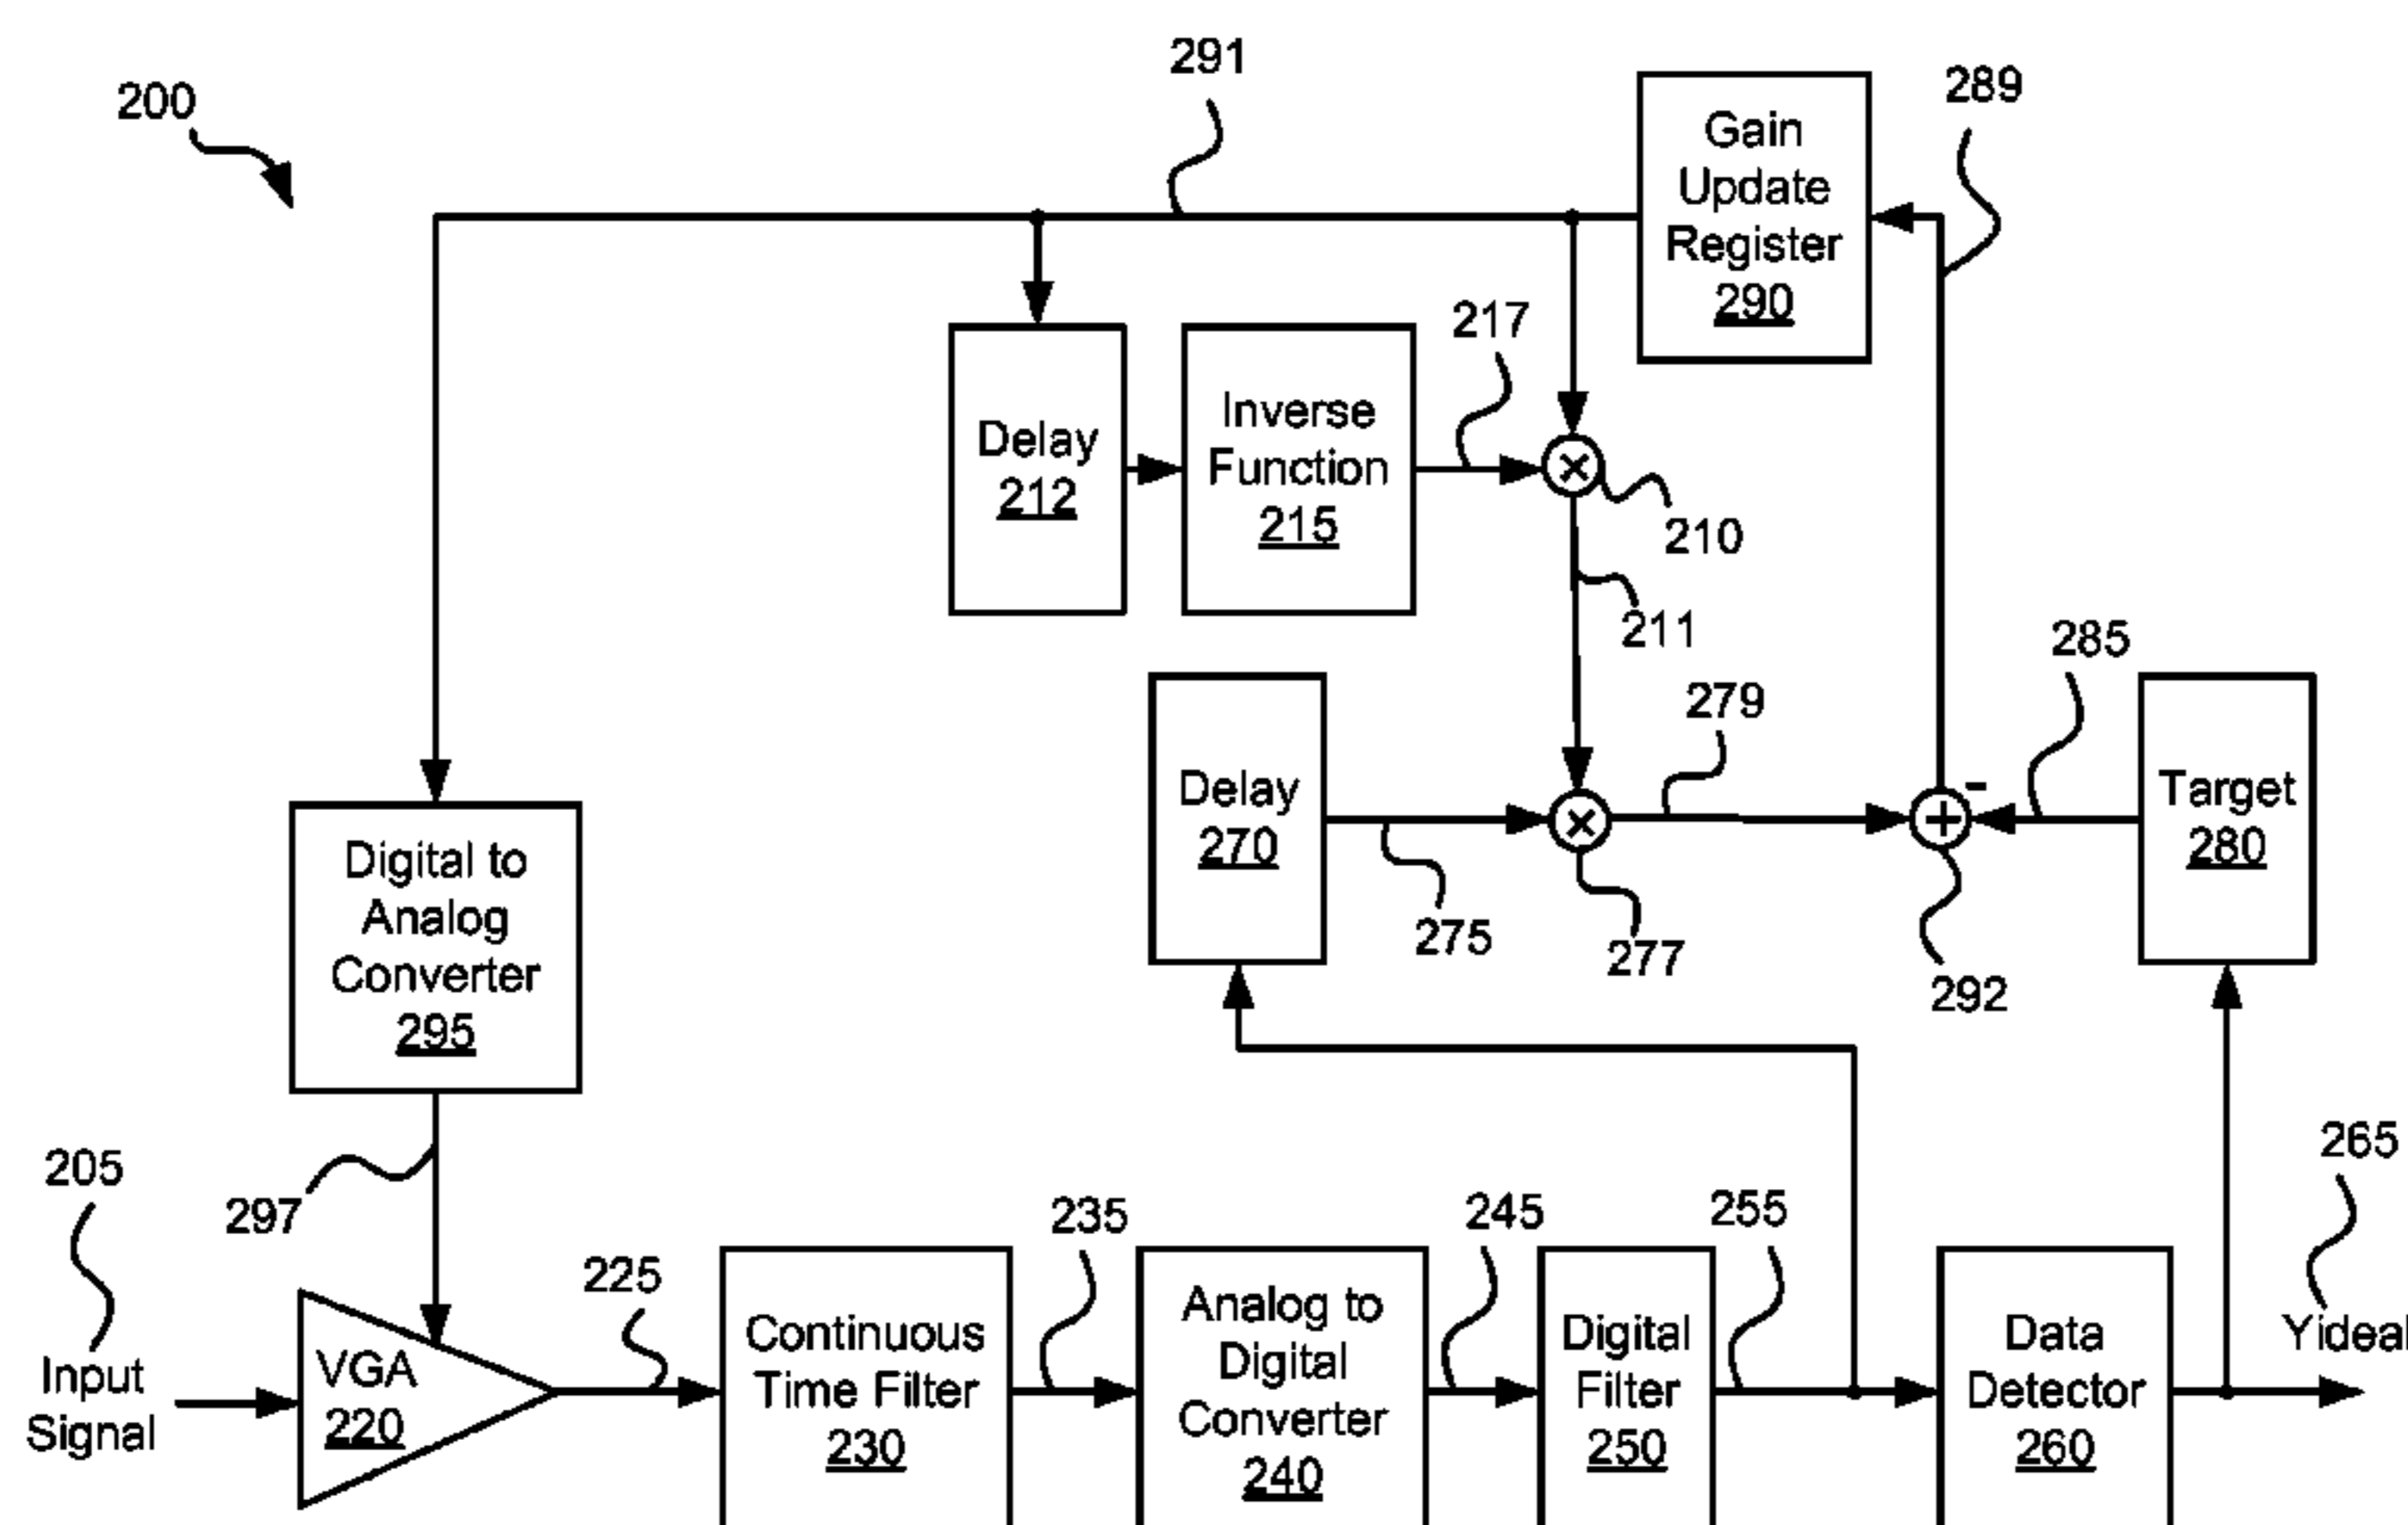 291
289
200
Gain
Update
Register
290
217
Inverse
Function
215
Delay
212
210
211
285
279
Delay
270
Target
280
Digital to
Analog
Converter
295
275
277
292
205
297
265
235
245
255
225
Input
Signal
VGA
220
Continuous
Time Filter
230
Analog to
Digital
Converter
240
Digital
Filter
250
Data
Detector
260
Yideal